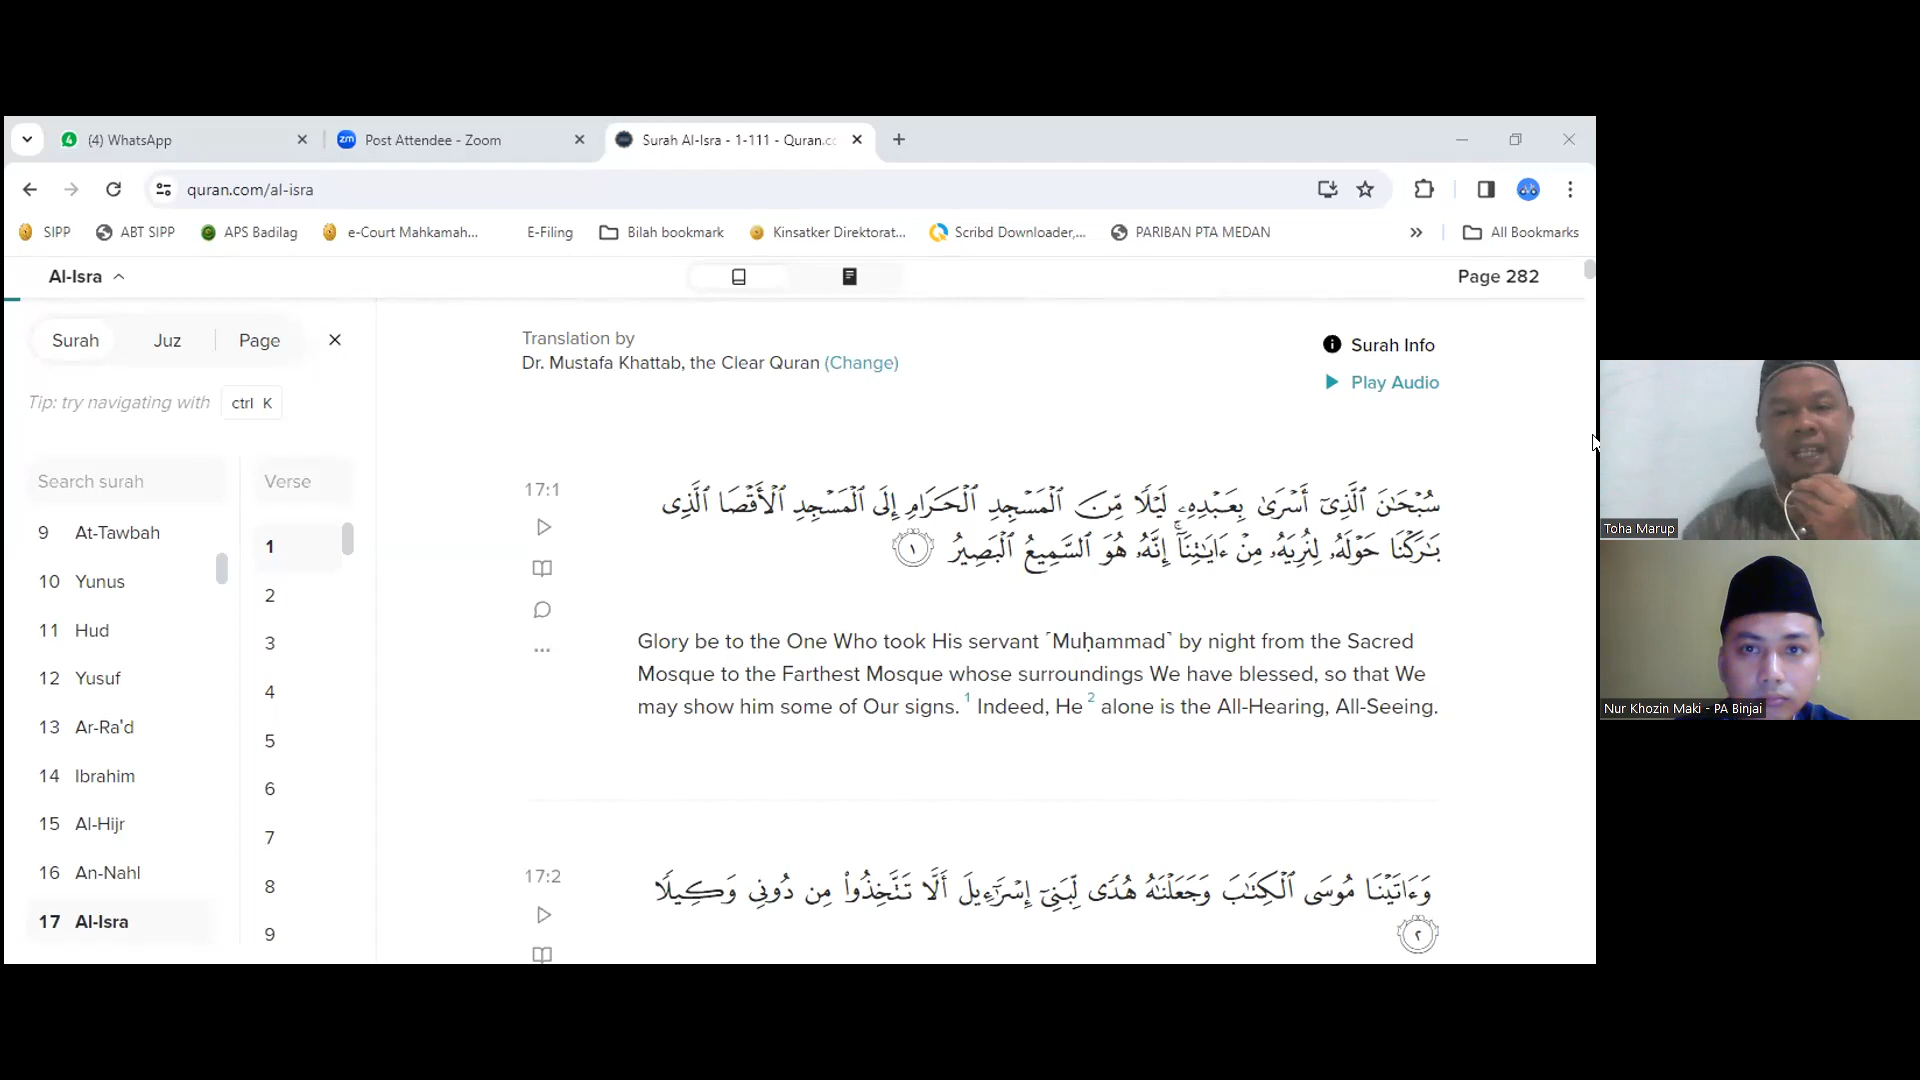 (4) WhatsApp
Post Attendee - Zoom
Surah Al-Isra - 1-111 - Quran.cc
quran.com/al-isra
SIPP
ABT SIPP
APS Badilag
e-Court Mahkamah...
E-Filing
Bilah bookmark
Kinsatker Direktorat...
Scribd Downloader,...
PARIBAN PTA MEDAN
All Bookmarks
Al-Isra
Page 282
Surah
Juz
Page
Tip: try navigating with ctrl K
Search surah
Verse
9 At-Tawbah
10 Yunus
11 Hud
12 Yusuf
13 Ar-Ra'd
14 Ibrahim
15 Al-Hijr
16 An-Nahl
17 Al-Isra
1
2
3
4
5
6
7
8
9
Translation by
Dr. Mustafa Khattab, the Clear Quran (Change)
Surah Info
Play Audio
17:1
سُبْحَـٰنَ ٱلَّذِىٓ أَسْرَىٰ بِعَبْدِهِۦ لَيْلًا مِّنَ ٱلْمَسْجِدِ ٱلْحَرَامِ إِلَى ٱلْمَسْجِدِ ٱلْأَقْصَا ٱلَّذِى
بَـٰرَكْنَا حَوْلَهُۥ لِنُرِيَهُۥ مِنْ ءَايَـٰتِنَآ ۚ إِنَّهُۥ هُوَ ٱلسَّمِيعُ ٱلْبَصِيرُ ١
Glory be to the One Who took His servant ˹Muḥammad˺ by night from the Sacred
Mosque to the Farthest Mosque whose surroundings We have blessed, so that We
may show him some of Our signs. 1 Indeed, He 2 alone is the All-Hearing, All-Seeing.
17:2
وَءَاتَيْنَا مُوسَى ٱلْكِتَـٰبَ وَجَعَلْنَـٰهُ هُدًى لِّبَنِىٓ إِسْرَٰٓءِيلَ أَلَّا تَتَّخِذُوا۟ مِن دُونِى وَكِيلًا
٢
Toha Marup
Nur Khozin Maki - PA Binjai